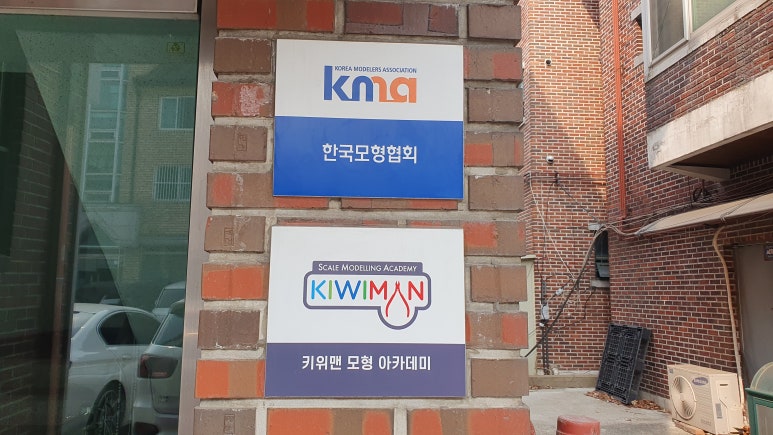 KOREA MODELERS ASSOCIATION
kma
한국모형협회
SCALE MODELLING ACADEMY
KIWIMAN
키위맨 모형 아카데미